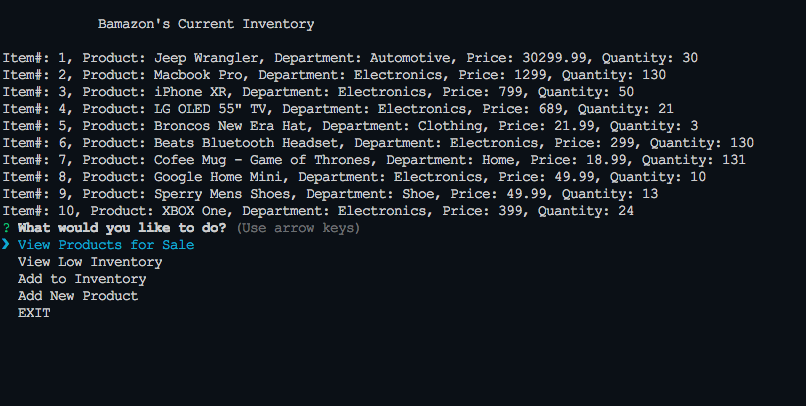 Bamazon's Current Inventory
Item#: 1, Product: Jeep Wrangler, Department: Automotive, Price: 30299.99, Quantity: 30
Item#: 2, Product: Macbook Pro, Department: Electronics, Price: 1299, Quantity: 130
Item#: 3, Product: iPhone XR, Department: Electronics, Price: 799, Quantity: 50
Item#: 4, Product: LG OLED 55" TV, Department: Electronics, Price: 689, Quantity: 21
Item#: 5, Product: Broncos New Era Hat, Department: Clothing, Price: 21.99, Quantity: 3
Item#: 6, Product: Beats Bluetooth Headset, Department: Electronics, Price: 299, Quantity: 130
Item#: 7, Product: Cofee Mug - Game of Thrones, Department: Home, Price: 18.99, Quantity: 131
Item#: 8, Product: Google Home Mini, Department: Electronics, Price: 49.99, Quantity: 10
Item#: 9, Product: Sperry Mens Shoes, Department: Shoe, Price: 49.99, Quantity: 13
Item#: 10, Product: XBOX One, Department: Electronics, Price: 399, Quantity: 24
? What would you like to do? (Use arrow keys)
❯ View Products for Sale
View Low Inventory
Add to Inventory
Add New Product
EXIT